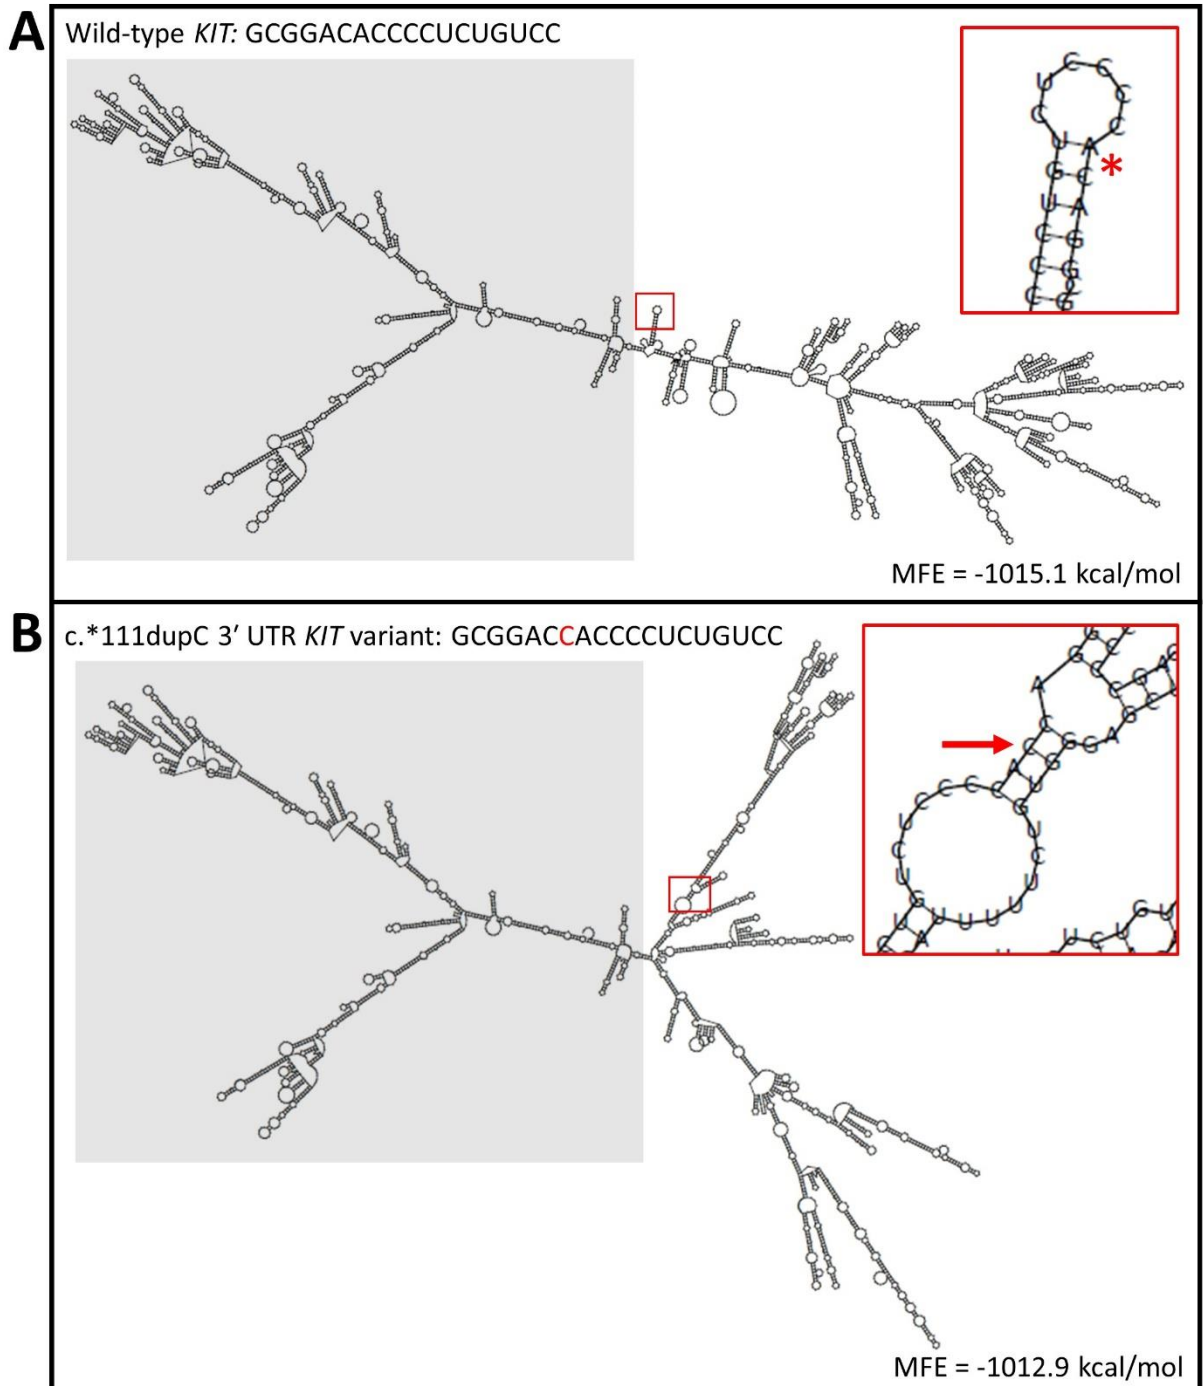 A
Wild-type KIT: GCGGACACCCCUCUGUCC
*
MFE = -1015.1 kcal/mol
B
c.*111dupC 3′ UTR KIT variant: GCGGACCACCCCUCUGUCC
MFE = -1012.9 kcal/mol